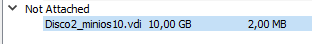 Not Attached
Disco2_minios10.vdi 10,00 GB 2,00 MB